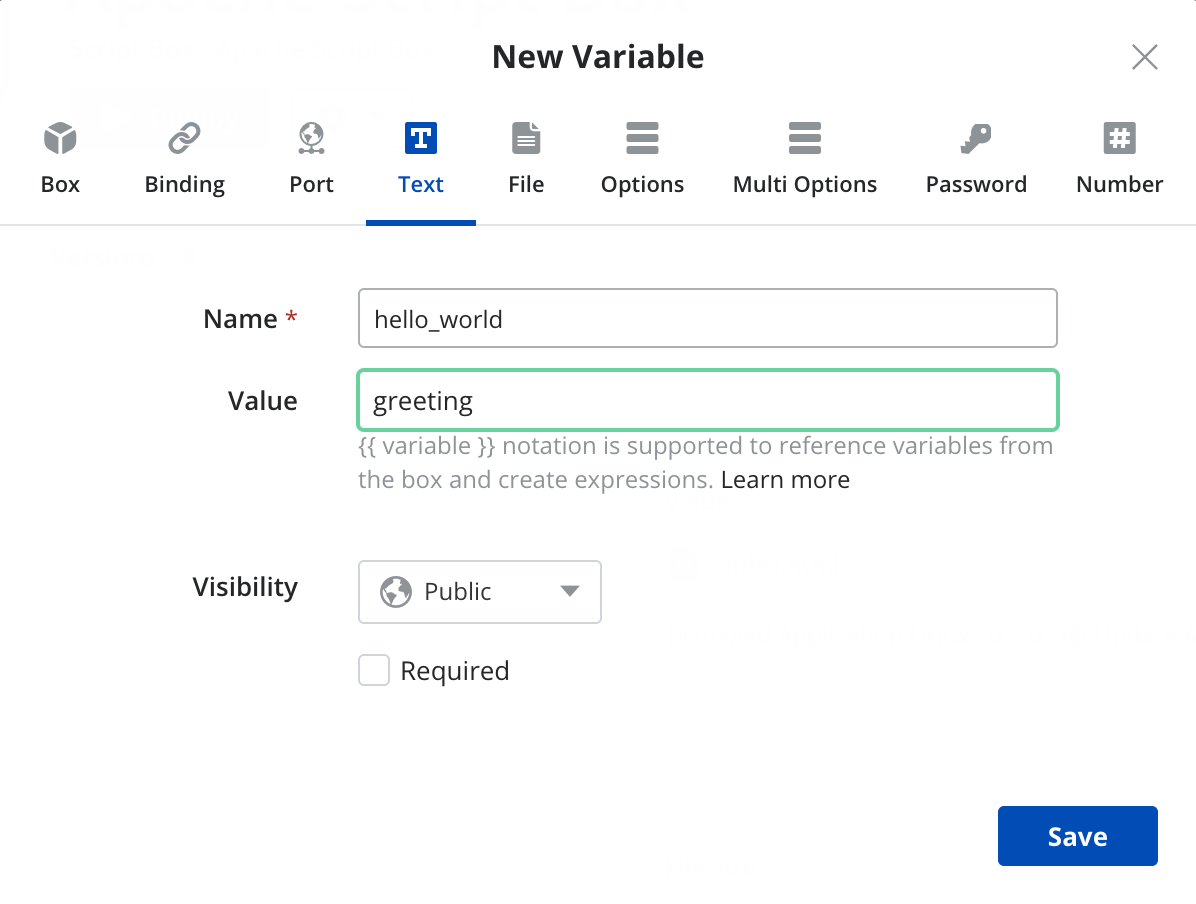 New Variable
Box Binding Port Text File Options Multi Options Password Number
Name *
hello_world
Value
greeting
{{ variable }} notation is supported to reference variables from
the box and create expressions. Learn more
Visibility
Public
Required
Save